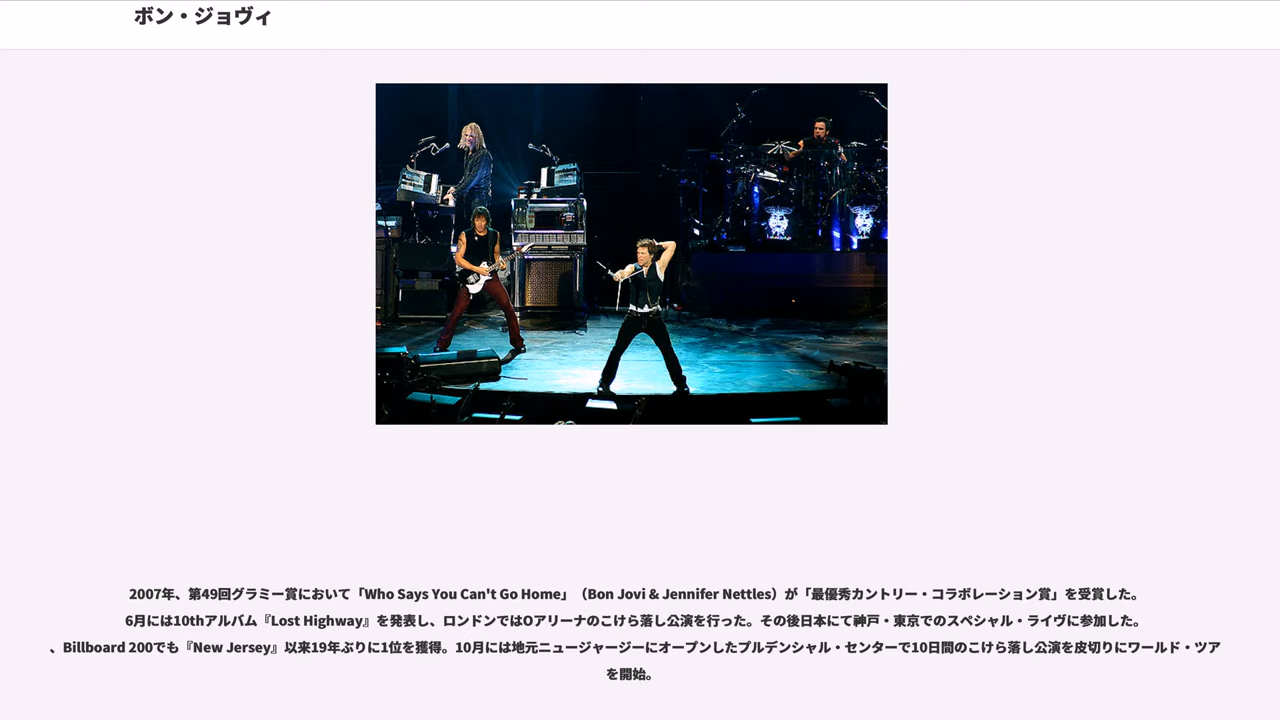 ボン・ジョヴィ
2007年、第49回グラミー賞において「Who Says You Can't Go Home」（Bon Jovi & Jennifer Nettles）が「最優秀カントリー・コラボレーション賞」を受賞した。
6月には10thアルバム『Lost Highway』を発表し、ロンドンではOアリーナのこけら落し公演を行った。その後日本にて神戸・東京でのスペシャル・ライヴに参加した。
、Billboard 200でも『New Jersey』以来19年ぶりに1位を獲得。10月には地元ニュージャージーにオープンしたプルデンシャル・センターで10日間のこけら落し公演を皮切りにワールド・ツア
を開始。